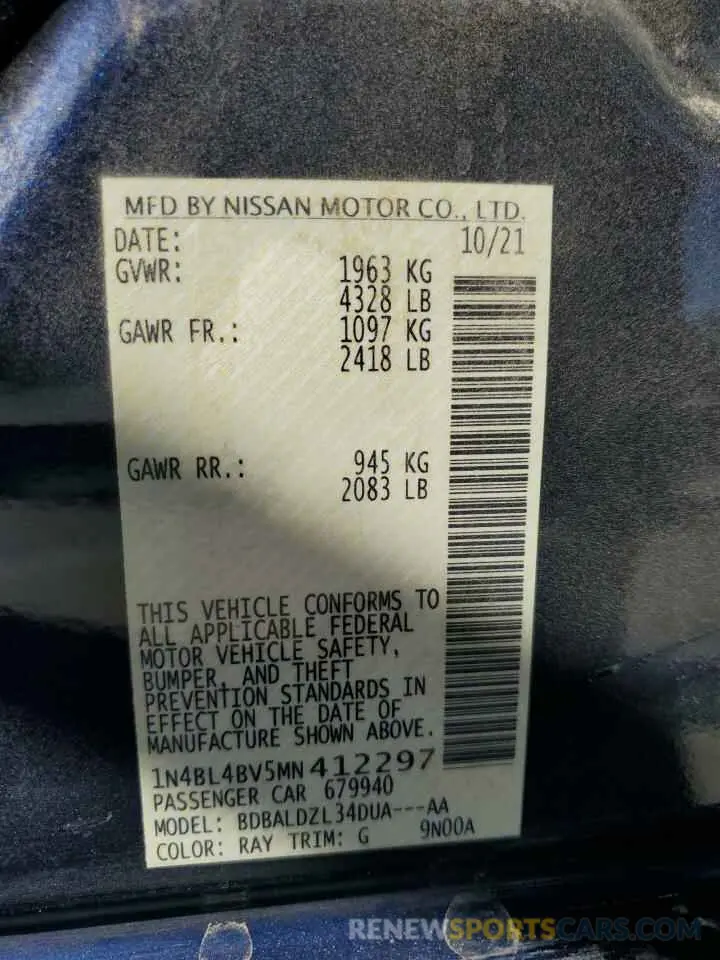 MFD BY NISSAN MOTOR CO., LTD.
DATE: 10/21
GVWR: 1963 KG
4328 LB
GAWR FR.: 1097 KG
2418 LB
GAWR RR.: 945 KG
2083 LB
THIS VEHICLE CONFORMS TO
ALL APPLICABLE FEDERAL
MOTOR VEHICLE SAFETY,
BUMPER, AND THEFT
PREVENTION STANDARDS IN
EFFECT ON THE DATE OF
MANUFACTURE SHOWN ABOVE.
1N4BL4BV5MN412297
PASSENGER CAR 679940
MODEL: BDBALDZL34DUA---AA
COLOR: RAY TRIM: G 9N00A
RENEWSPORTSCARS.COM